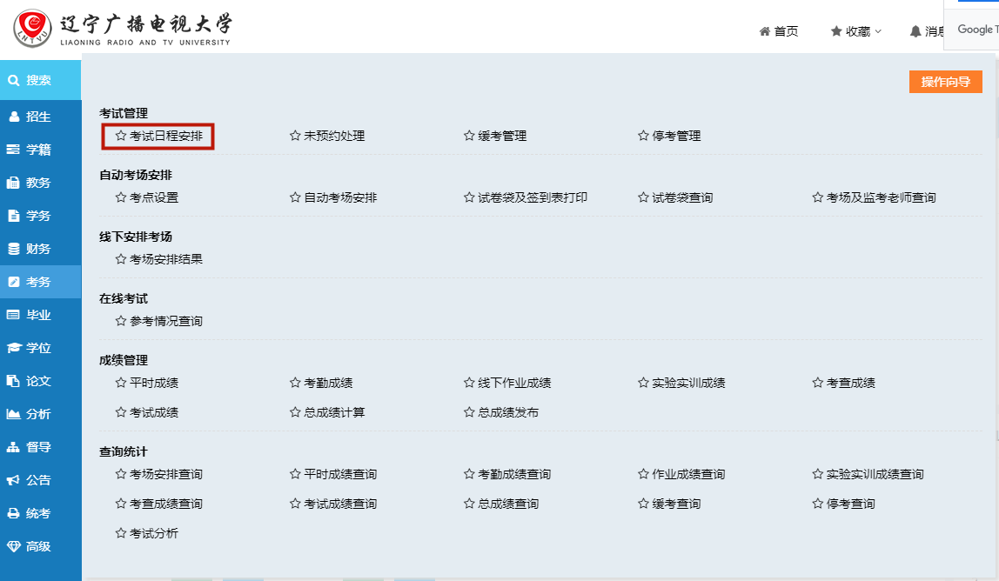 辽宁广播电视大学
LIAONING RADIO AND TV UNIVERSITY
LNTVU
首页 收藏 消息
Google T
搜索
招生
学籍
教务
学务
财务
考务
毕业
学位
论文
分析
督导
公告
统考
高级
操作向导
考试管理
考试日程安排 未预约处理 缓考管理 停考管理
自动考场安排
考点设置 自动考场安排 试卷袋及签到表打印 试卷袋查询 考场及监考老师查询
线下安排考场
考场安排结果
在线考试
参考情况查询
成绩管理
平时成绩 考勤成绩 线下作业成绩 实验实训成绩 考查成绩
考试成绩 总成绩计算 总成绩发布
查询统计
考场安排查询 平时成绩查询 考勤成绩查询 作业成绩查询 实验实训成绩查询
考查成绩查询 考试成绩查询 总成绩查询 缓考查询 停考查询
考试分析